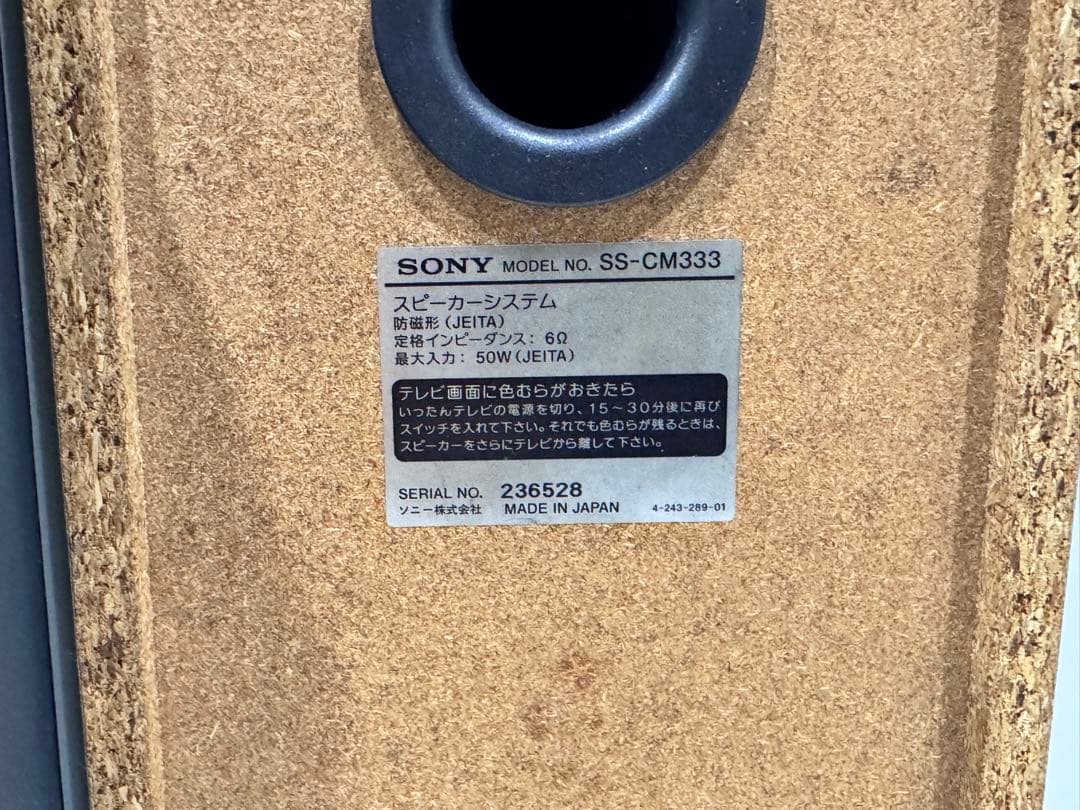 SONY MODEL NO. SS-CM333
スピーカーシステム
防磁形（JEITA）
定格インピーダンス： 6Ω
最大入力： 50W（JEITA）
テレビ画面に色むらがおきたら
いったんテレビの電源を切り、15～30分後に再び
スイッチを入れて下さい。それでも色むらが残るときは、
スピーカーをさらにテレビから離して下さい。
SERIAL NO. 236528
ソニー株式会社 MADE IN JAPAN 4-243-289-01